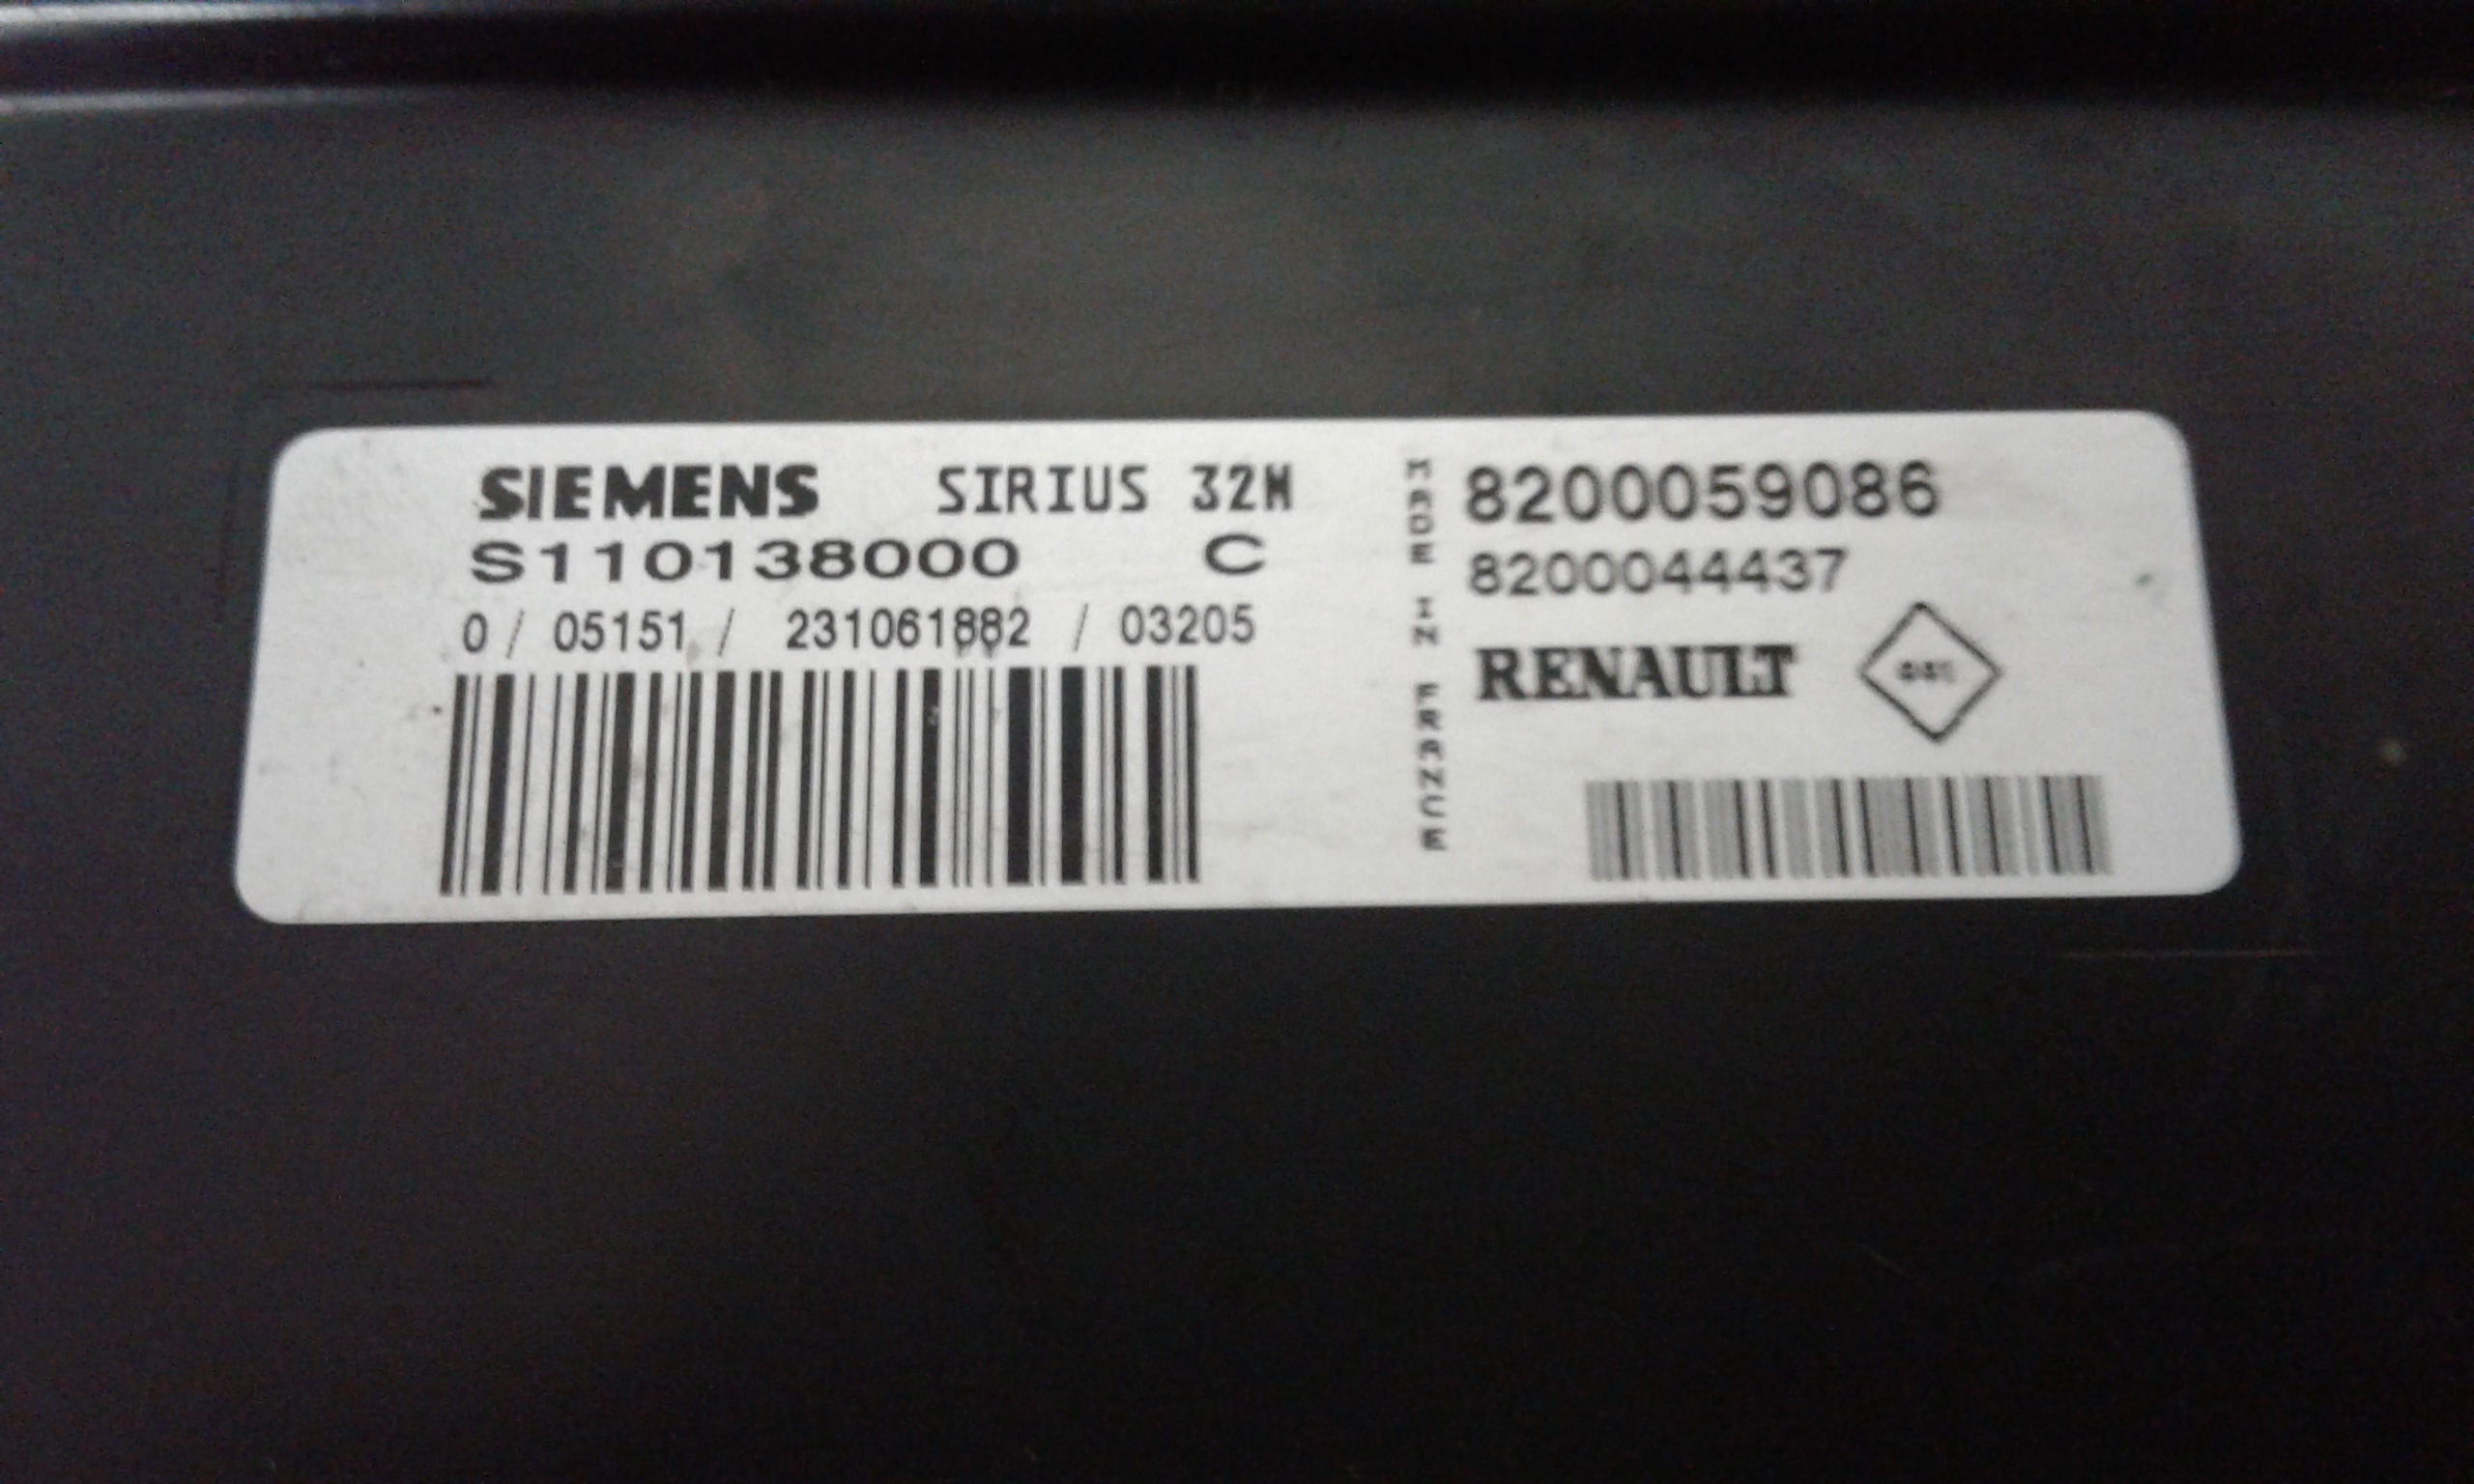 SIEMENS SIRIUS 32N
S110138000 C
0 / 05151 / 231061882 / 03205
MADE IN FRANCE
8200059086
8200044437
RENAULT